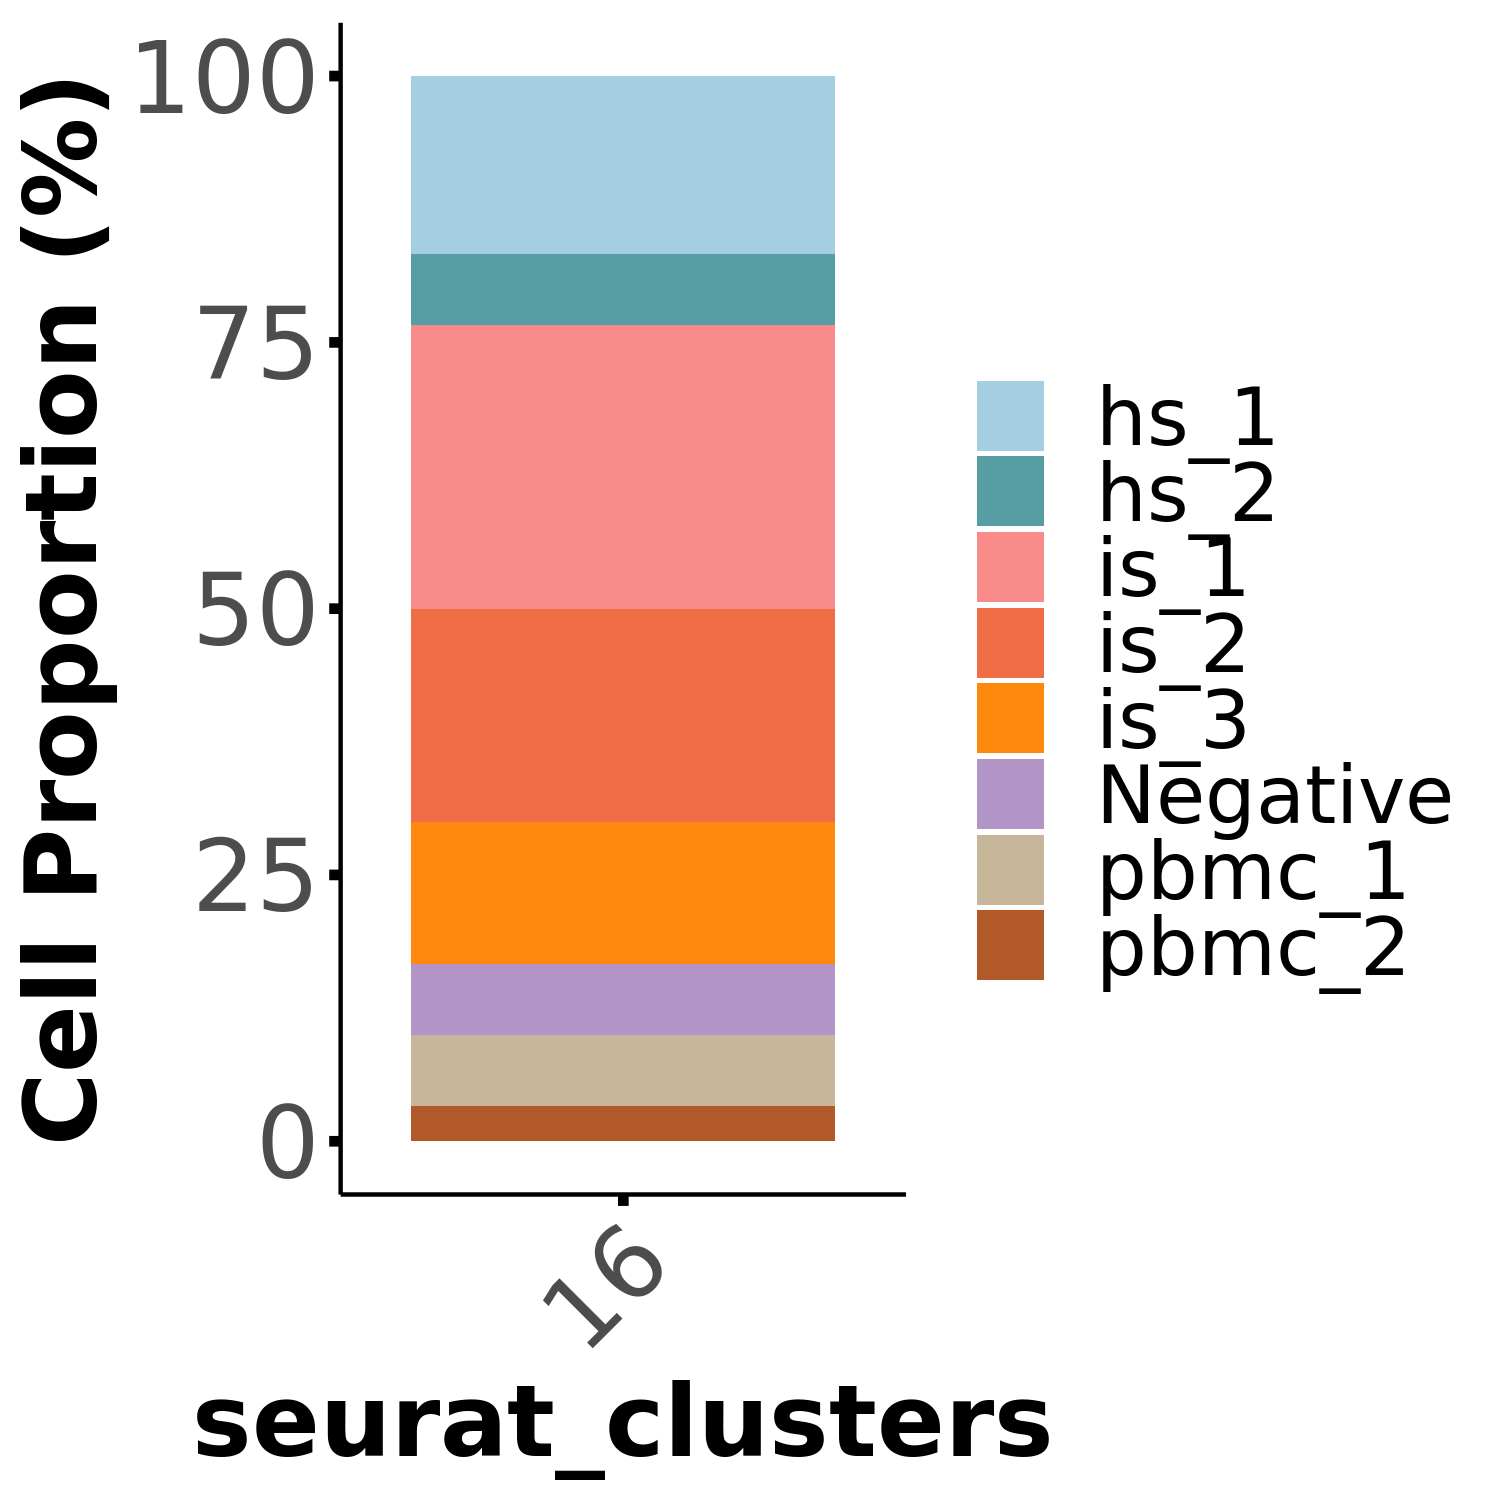 Cell Proportion (%)
100
75
50
25
0
16
seurat_clusters
hs_1
hs_2
is_1
is_2
is_3
Negative
pbmc_1
pbmc_2